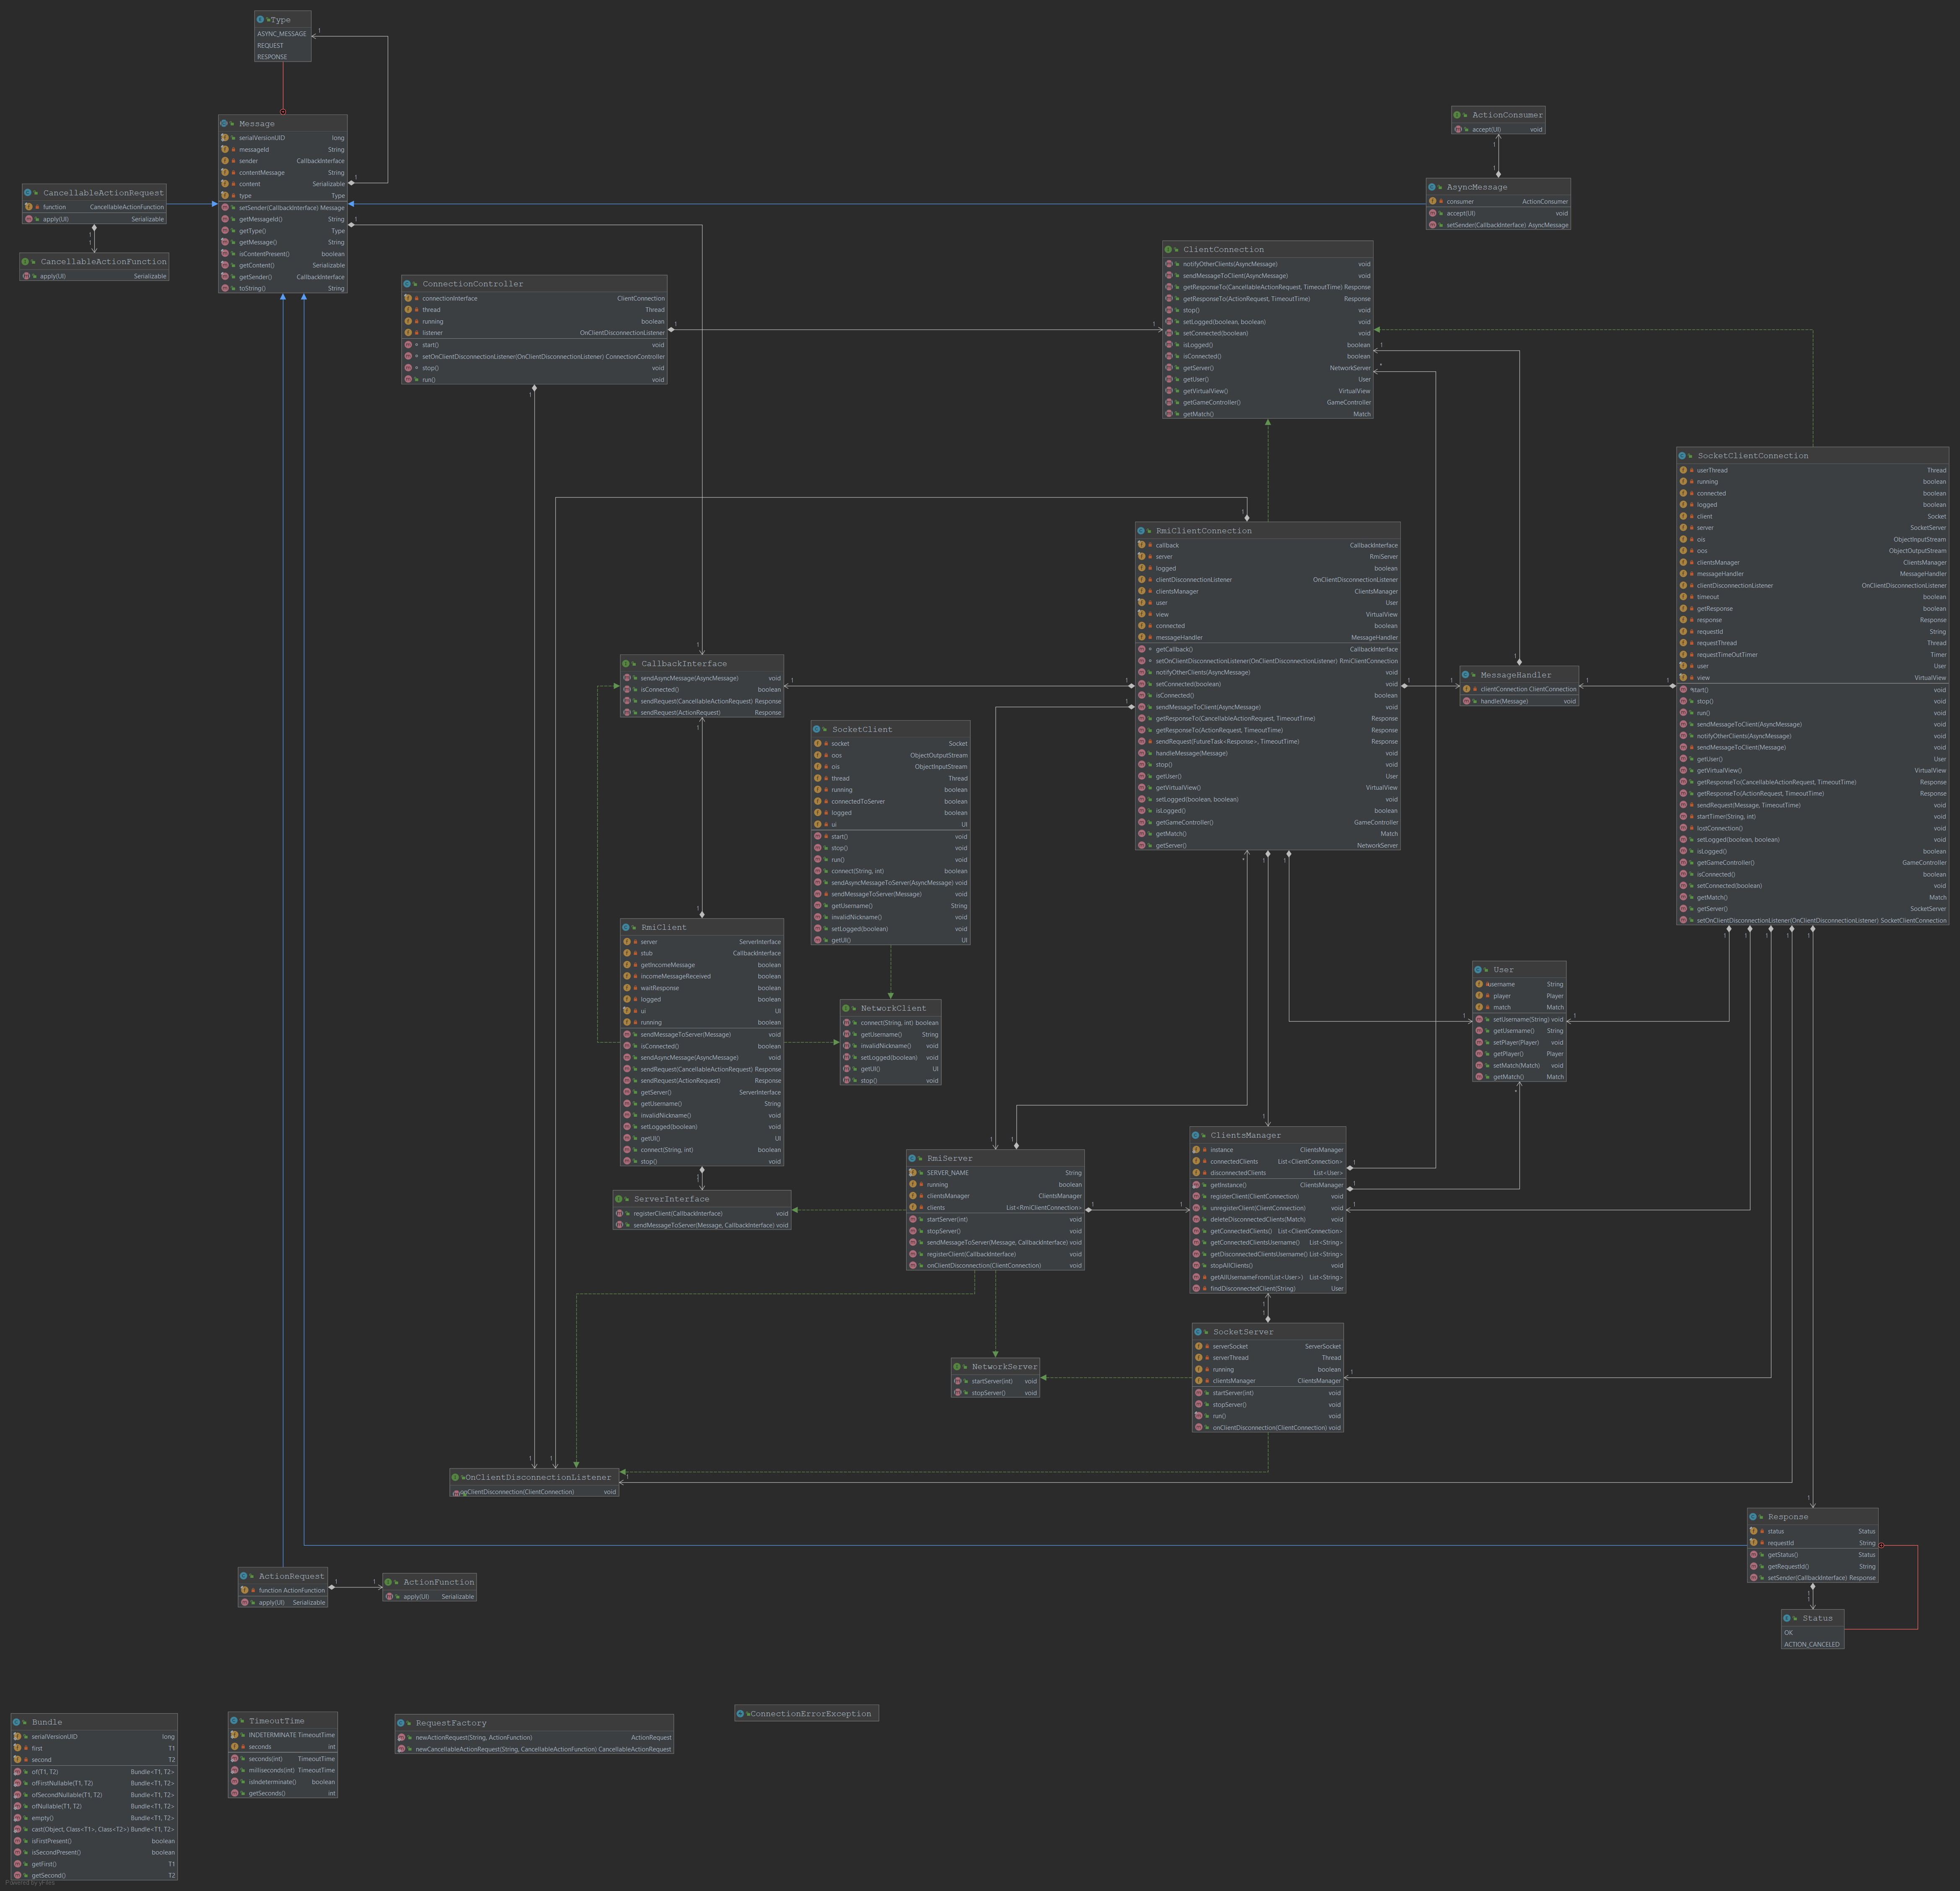 Type
ASYNC_MESSAGE
REQUEST
RESPONSE
Message
serialVersionUID long
messageId String
sender CallbackInterface
contentMessage String
content Serializable
type Type
setSender(CallbackInterface) Message
getMessageId() String
getType() Type
getMessage() String
isContentPresent() boolean
getContent() Serializable
getSender() CallbackInterface
toString() String
CancellableActionRequest
function CancellableActionFunction
apply(UI) Serializable
CancellableActionFunction
apply(UI) Serializable
ActionConsumer
accept(UI) void
AsyncMessage
consumer ActionConsumer
accept(UI) void
setSender(CallbackInterface) AsyncMessage
ConnectionController
connectionInterface ClientConnection
thread Thread
running boolean
listener OnClientDisconnectionListener
start() void
setOnClientDisconnectionListener(OnClientDisconnectionListener) ConnectionController
stop() void
run() void
ClientConnection
notifyOtherClients(AsyncMessage) void
sendMessageToClient(AsyncMessage) void
getResponseTo(CancellableActionRequest, TimeoutTime) Response
getResponseTo(ActionRequest, TimeoutTime) Response
stop() void
setLogged(boolean, boolean) void
setConnected(boolean) void
isLogged() boolean
isConnected() boolean
getServer() NetworkServer
getUser() User
getVirtualView() VirtualView
getGameController() GameController
getMatch() Match
SocketClientConnection
userThread Thread
running boolean
connected boolean
logged boolean
client Socket
server SocketServer
ois ObjectInputStream
oos ObjectOutputStream
clientsManager ClientsManager
messageHandler MessageHandler
clientDisconnectionListener OnClientDisconnectionListener
timeout boolean
getResponse boolean
response Response
requestId String
requestThread Thread
requestTimeOutTimer Timer
user User
view VirtualView
start() void
stop() void
run() void
sendMessageToClient(AsyncMessage) void
notifyOtherClients(AsyncMessage) void
sendMessageToClient(Message) void
getUser() User
getVirtualView() VirtualView
getResponseTo(CancellableActionRequest, TimeoutTime) Response
getResponseTo(ActionRequest, TimeoutTime) Response
sendRequest(Message, TimeoutTime) void
startTimer(String, int) void
lostConnection() void
setLogged(boolean, boolean) void
isLogged() boolean
getGameController() GameController
isConnected() boolean
setConnected(boolean) void
getMatch() Match
getServer() SocketServer
setOnClientDisconnectionListener(OnClientDisconnectionListener) SocketClientConnection
RmiClientConnection
callback CallbackInterface
server RmiServer
logged boolean
clientDisconnectionListener OnClientDisconnectionListener
clientsManager ClientsManager
user User
view VirtualView
connected boolean
messageHandler MessageHandler
getCallback() CallbackInterface
setOnClientDisconnectionListener(OnClientDisconnectionListener) RmiClientConnection
notifyOtherClients(AsyncMessage) void
setConnected(boolean) void
isConnected() boolean
sendMessageToClient(AsyncMessage) void
getResponseTo(CancellableActionRequest, TimeoutTime) Response
getResponseTo(ActionRequest, TimeoutTime) Response
sendRequest(FutureTask<Response>, TimeoutTime) Response
handleMessage(Message) void
stop() void
getUser() User
getVirtualView() VirtualView
setLogged(boolean, boolean) void
isLogged() boolean
getGameController() GameController
getMatch() Match
getServer() NetworkServer
CallbackInterface
sendAsyncMessage(AsyncMessage) void
isConnected() boolean
sendRequest(CancellableActionRequest) Response
sendRequest(ActionRequest) Response
MessageHandler
clientConnection ClientConnection
handle(Message) void
SocketClient
socket Socket
oos ObjectOutputStream
ois ObjectInputStream
thread Thread
running boolean
connectedToServer boolean
logged boolean
ui UI
start() void
stop() void
run() void
connect(String, int) boolean
sendAsyncMessageToServer(AsyncMessage) void
sendMessageToServer(Message) void
getUsername() String
invalidNickname() void
setLogged(boolean) void
getUI() UI
RmiClient
server ServerInterface
stub CallbackInterface
getIncomeMessage boolean
incomeMessageReceived boolean
waitResponse boolean
logged boolean
ui UI
running boolean
sendMessageToServer(Message) void
isConnected() boolean
sendAsyncMessage(AsyncMessage) void
sendRequest(CancellableActionRequest) Response
sendRequest(ActionRequest) Response
getServer() ServerInterface
getUsername() String
invalidNickname() void
setLogged(boolean) void
getUI() UI
connect(String, int) boolean
stop() void
NetworkClient
connect(String, int) boolean
getUsername() String
invalidNickname() void
setLogged(boolean) void
getUI() UI
stop() void
User
username String
player Player
match Match
setUsername(String) void
getUsername() String
setPlayer(Player) void
getPlayer() Player
setMatch(Match) void
getMatch() Match
ClientsManager
instance ClientsManager
connectedClients List<ClientConnection>
disconnectedClients List<User>
getInstance() ClientsManager
registerClient(ClientConnection) void
unregisterClient(ClientConnection) void
deleteDisconnectedClients(Match) void
getConnectedClients() List<ClientConnection>
getConnectedClientsUsername() List<String>
getDisconnectedClientsUsername() List<String>
stopAllClients() void
getAllUsernameFrom(List<User>) List<String>
findDisconnectedClient(String) User
RmiServer
SERVER_NAME String
running boolean
clientsManager ClientsManager
clients List<RmiClientConnection>
startServer(int) void
stopServer() void
sendMessageToServer(Message, CallbackInterface) void
registerClient(CallbackInterface) void
onClientDisconnection(ClientConnection) void
ServerInterface
registerClient(CallbackInterface) void
sendMessageToServer(Message, CallbackInterface) void
SocketServer
serverSocket ServerSocket
serverThread Thread
running boolean
clientsManager ClientsManager
startServer(int) void
stopServer() void
run() void
onClientDisconnection(ClientConnection) void
NetworkServer
startServer(int) void
stopServer() void
OnClientDisconnectionListener
onClientDisconnection(ClientConnection) void
Response
status Status
requestId String
getStatus() Status
getRequestId() String
setSender(CallbackInterface) Response
Status
OK
ACTION_CANCELED
ActionRequest
function ActionFunction
apply(UI) Serializable
ActionFunction
apply(UI) Serializable
Bundle
serialVersionUID long
first T1
second T2
of(T1, T2) Bundle<T1, T2>
ofFirstNullable(T1, T2) Bundle<T1, T2>
ofSecondNullable(T1, T2) Bundle<T1, T2>
ofNullable(T1, T2) Bundle<T1, T2>
empty() Bundle<T1, T2>
cast(Object, Class<T1>, Class<T2>) Bundle<T1, T2>
isFirstPresent() boolean
isSecondPresent() boolean
getFirst() T1
getSecond() T2
Powered by yFiles
TimeoutTime
INDETERMINATE TimeoutTime
seconds int
seconds(int) TimeoutTime
milliseconds(int) TimeoutTime
isIndeterminate() boolean
getSeconds() int
RequestFactory
newActionRequest(String, ActionFunction) ActionRequest
newCancellableActionRequest(String, CancellableActionFunction) CancellableActionRequest
ConnectionErrorException